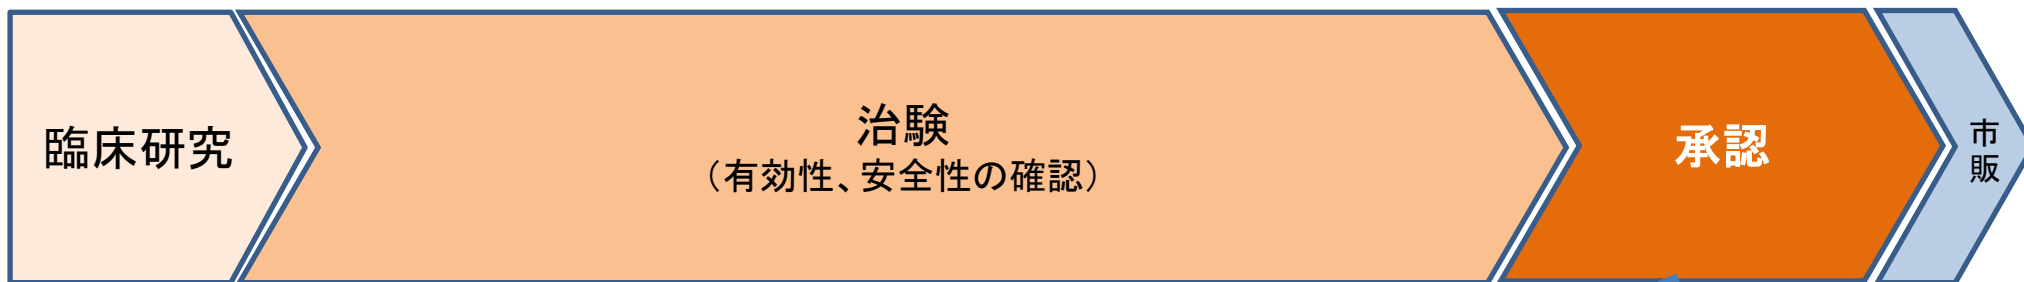 臨床研究
治験
（有効性、安全性の確認）
承認
市販